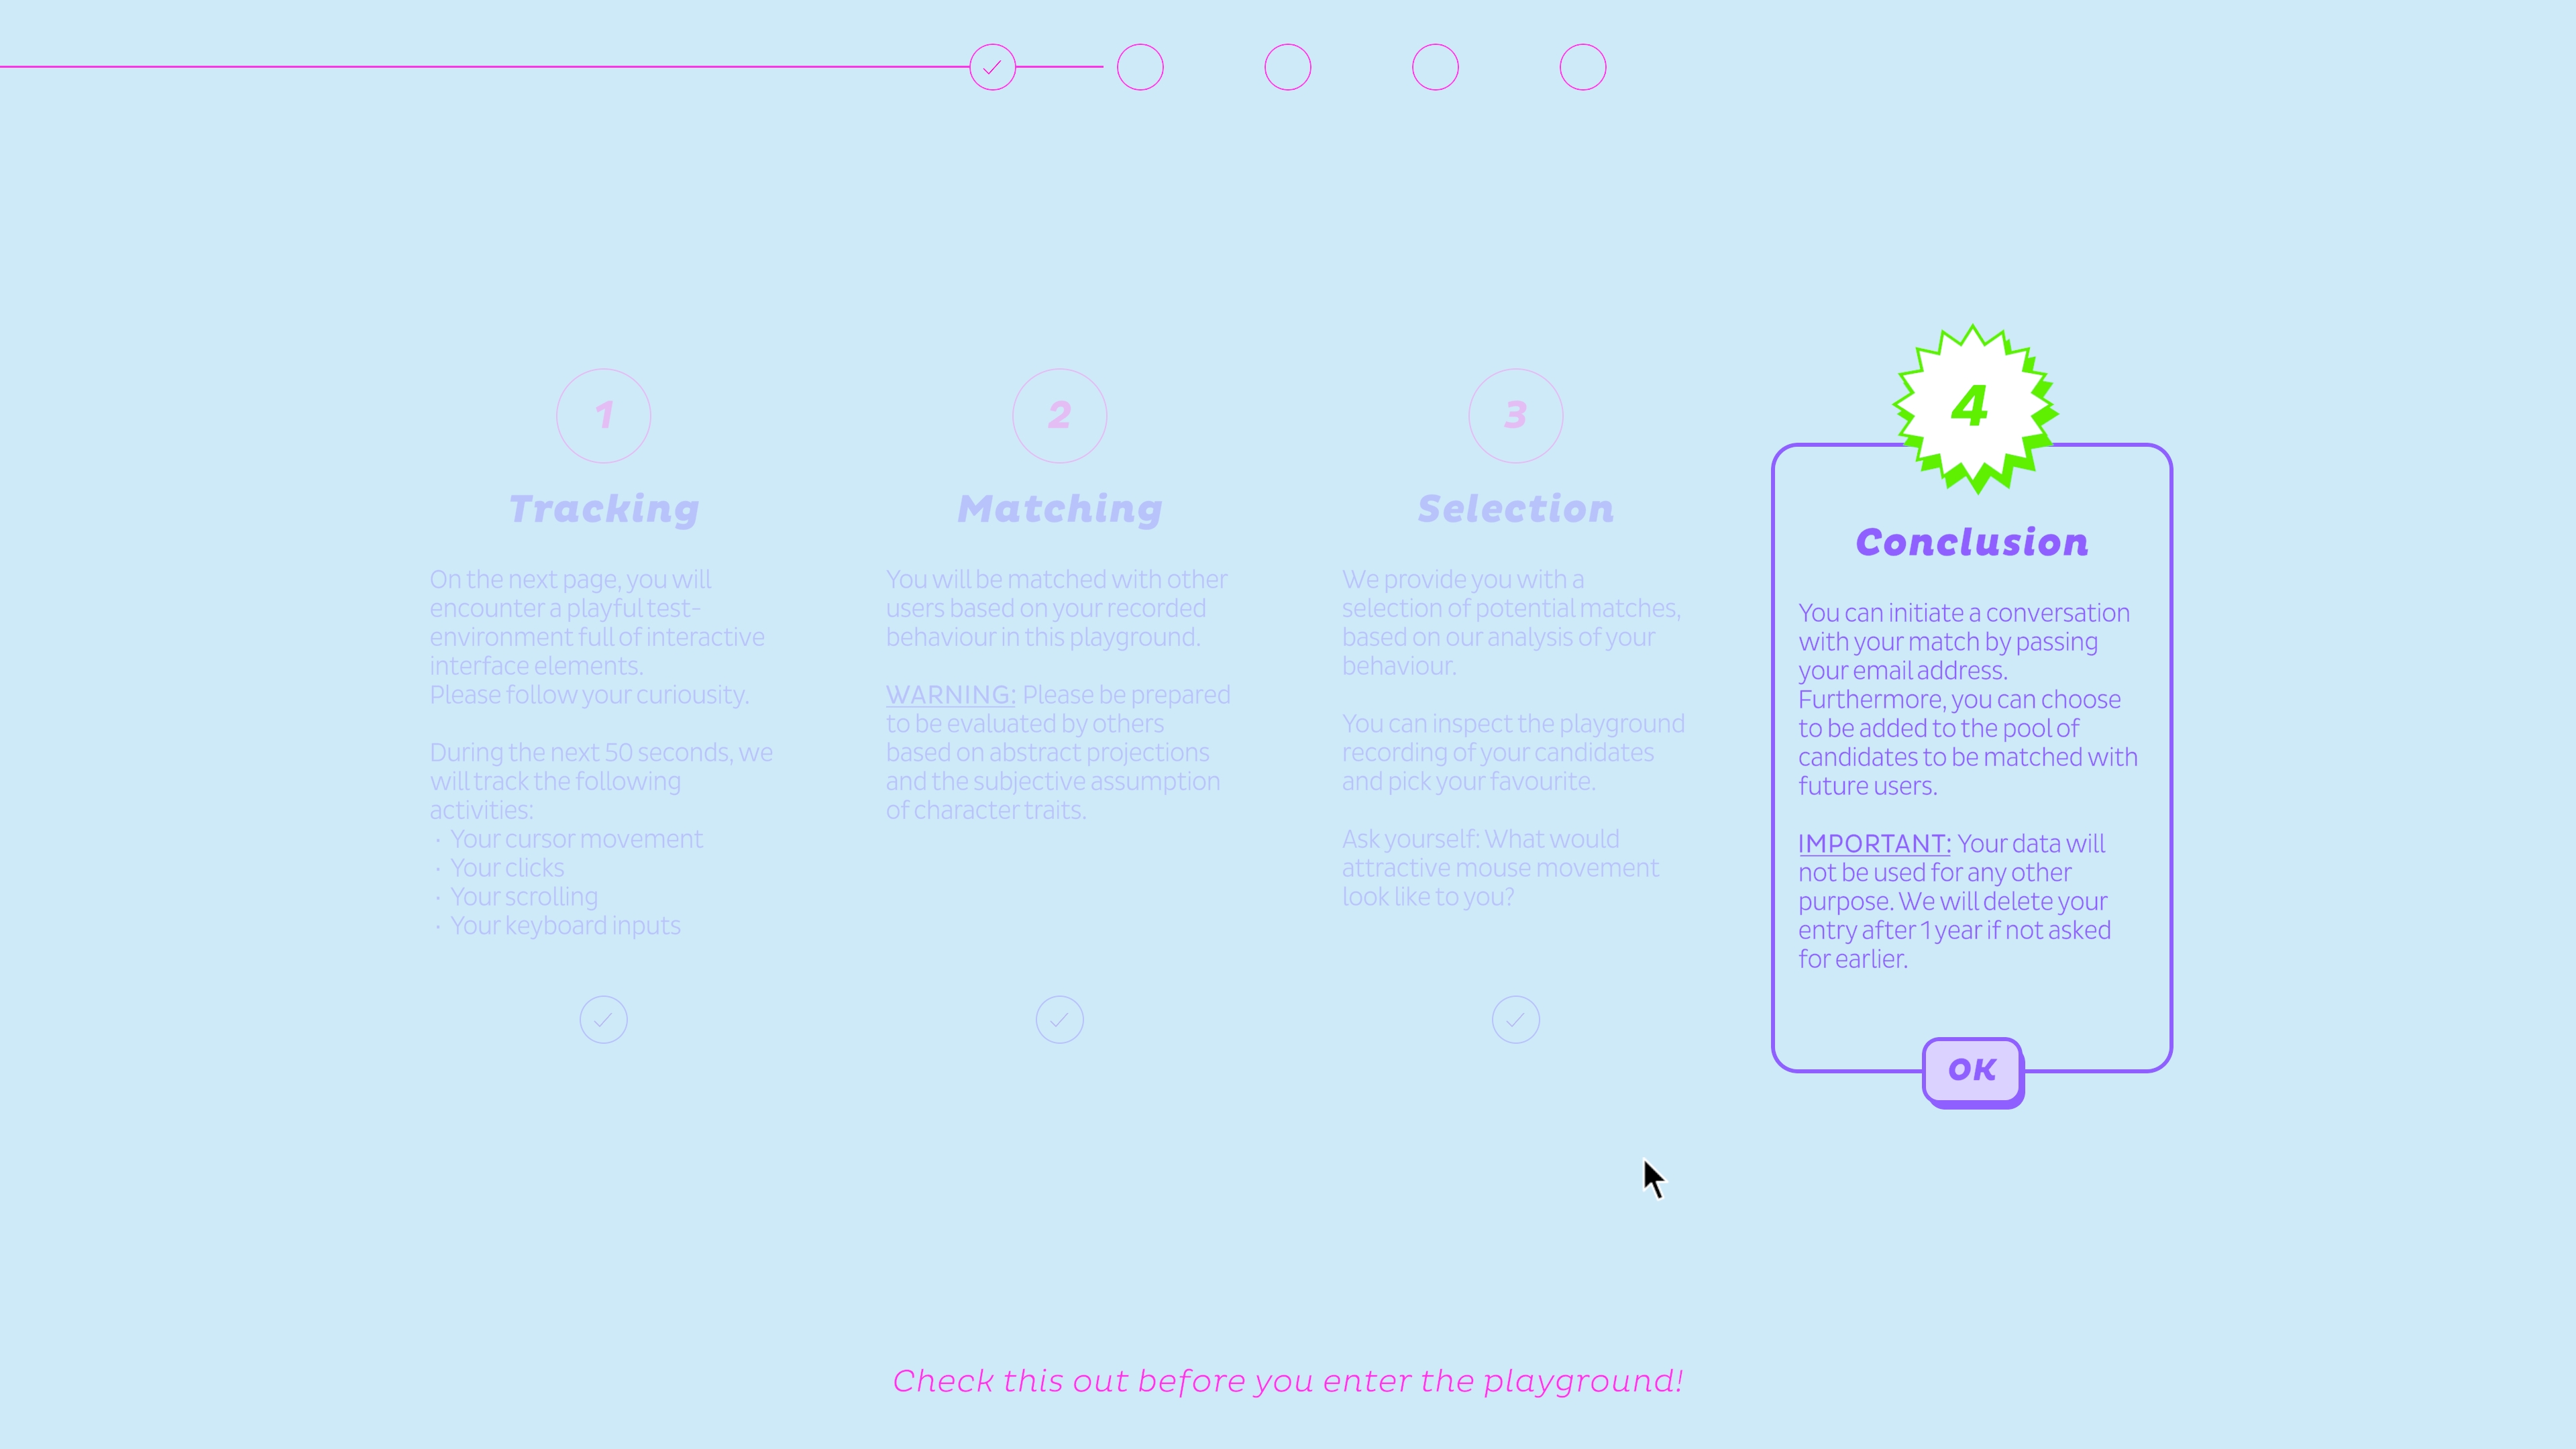 1
Tracking
On the next page, you will
encounter a playful test-
environment full of interactive
interface elements.
Please follow your curiousity.
During the next 50 seconds, we
will track the following
activities:
· Your cursor movement
· Your clicks
· Your scrolling
· Your keyboard inputs
2
Matching
You will be matched with other
users based on your recorded
behaviour in this playground.
WARNING: Please be prepared
to be evaluated by others
based on abstract projections
and the subjective assumption
of character traits.
3
Selection
We provide you with a
selection of potential matches,
based on our analysis of your
behaviour.
You can inspect the playground
recording of your candidates
and pick your favourite.
Ask yourself: What would
attractive mouse movement
look like to you?
4
Conclusion
You can initiate a conversation
with your match by passing
your email address.
Furthermore, you can choose
to be added to the pool of
candidates to be matched with
future users.
IMPORTANT: Your data will
not be used for any other
purpose. We will delete your
entry after 1 year if not asked
for earlier.
OK
Check this out before you enter the playground!